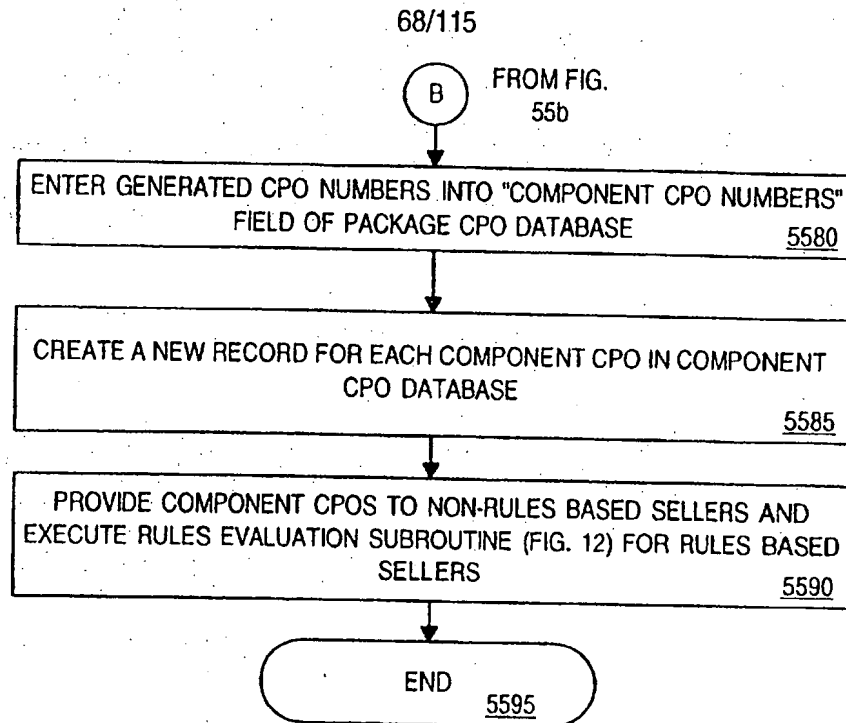 68/115
B
FROM FIG.
55b
ENTER GENERATED CPO NUMBERS INTO "COMPONENT CPO NUMBERS"
FIELD OF PACKAGE CPO DATABASE
5580
CREATE A NEW RECORD FOR EACH COMPONENT CPO IN COMPONENT
CPO DATABASE
5585
PROVIDE COMPONENT CPOS TO NON-RULES BASED SELLERS AND
EXECUTE RULES EVALUATION SUBROUTINE (FIG. 12) FOR RULES BASED
SELLERS
5590
END
5595